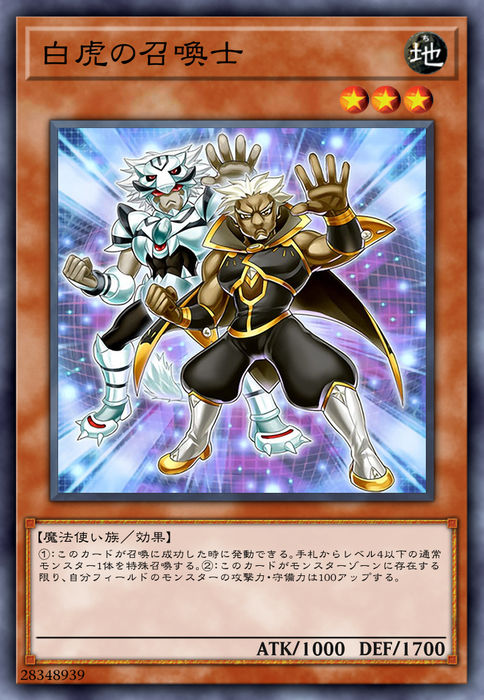 白虎の召喚士
ち
地
【魔法使い族／効果】
①：このカードが召喚に成功した時に発動できる。手札からレベル4以下の通常
モンスター1体を特殊召喚する。②：このカードがモンスターゾーンに存在する
限り、自分フィールドのモンスターの攻撃力・守備力は100アップする。
ATK/1000 DEF/1700
28348939